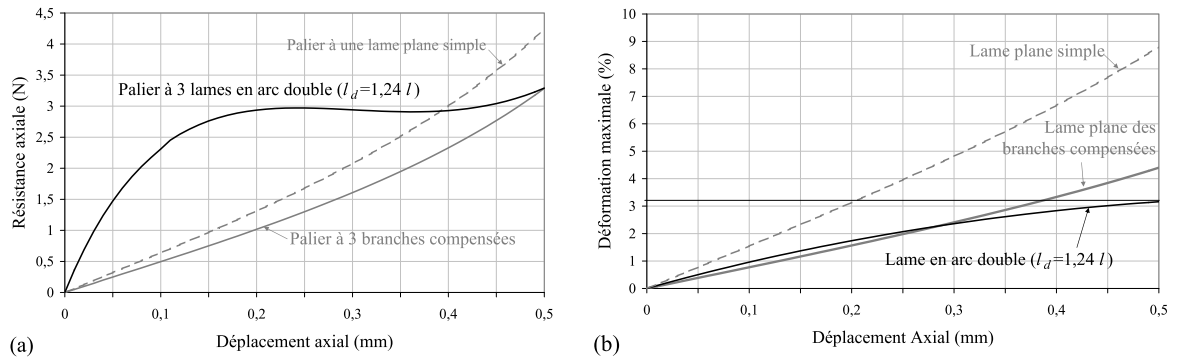 4,5
4
3,5
3
2,5
2
1,5
1
0,5
0
Résistance axiale (N)
Palier à une lame plane simple
Palier à 3 lames en arc double (l d =1,24 l )
Palier à 3 branches compensées
0 0,1 0,2 0,3 0,4 0,5
Déplacement axial (mm)
(a)
10
9
8
7
6
5
4
3
2
1
0
Déformation maximale (%)
Lame plane simple
Lame plane des
branches compensées
Lame en arc double (l d =1,24 l )
0 0,1 0,2 0,3 0,4 0,5
Déplacement Axial (mm)
(b)